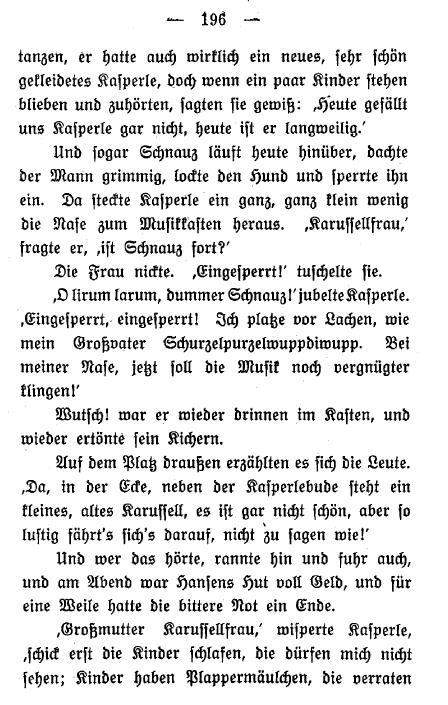 — 196 —
tanzen, er hatte auch wirklich ein neues, sehr schön
gekleidetes Kasperle, doch wenn ein paar Kinder stehen
blieben und zuhörten, sagten sie gewiß: ‚Heute gefällt
uns Kasperle gar nicht, heute ist er langweilig.‘
Und sogar Schnauz läuft heute hinüber, dachte
der Mann grimmig, lockte den Hund und sperrte ihn
ein. Da steckte Kasperle ein ganz, ganz klein wenig
die Nase zum Musikkasten heraus. ‚Karussellfrau,‘
fragte er, ‚ist Schnauz fort?‘
Die Frau nickte. ‚Eingesperrt!‘ tuschelte sie.
‚O lirum larum, dummer Schnauz!‘ jubelte Kasperle.
‚Eingesperrt, eingesperrt! Ich platze vor Lachen, wie
mein Großvater Schurzelpurzelwuppdiwupp. Bei
meiner Nase, jetzt soll die Musik noch vergnügter
klingen!‘
Wutsch! war er wieder drinnen im Kasten, und
wieder ertönte sein Kichern.
Auf dem Platz draußen erzählten es sich die Leute.
‚Da, in der Ecke, neben der Kasperlebude steht ein
kleines, altes Karussell, es ist gar nicht schön, aber so
lustig fährt's sich's darauf, nicht zu sagen wie!‘
Und wer das hörte, rannte hin und fuhr auch,
und am Abend war Hansens Hut voll Geld, und für
eine Weile hatte die bittere Not ein Ende.
‚Großmutter Karussellfrau,‘ wisperte Kasperle,
‚schick erst die Kinder schlafen, die dürfen mich nicht
sehen; Kinder haben Plappermäulchen, die verraten